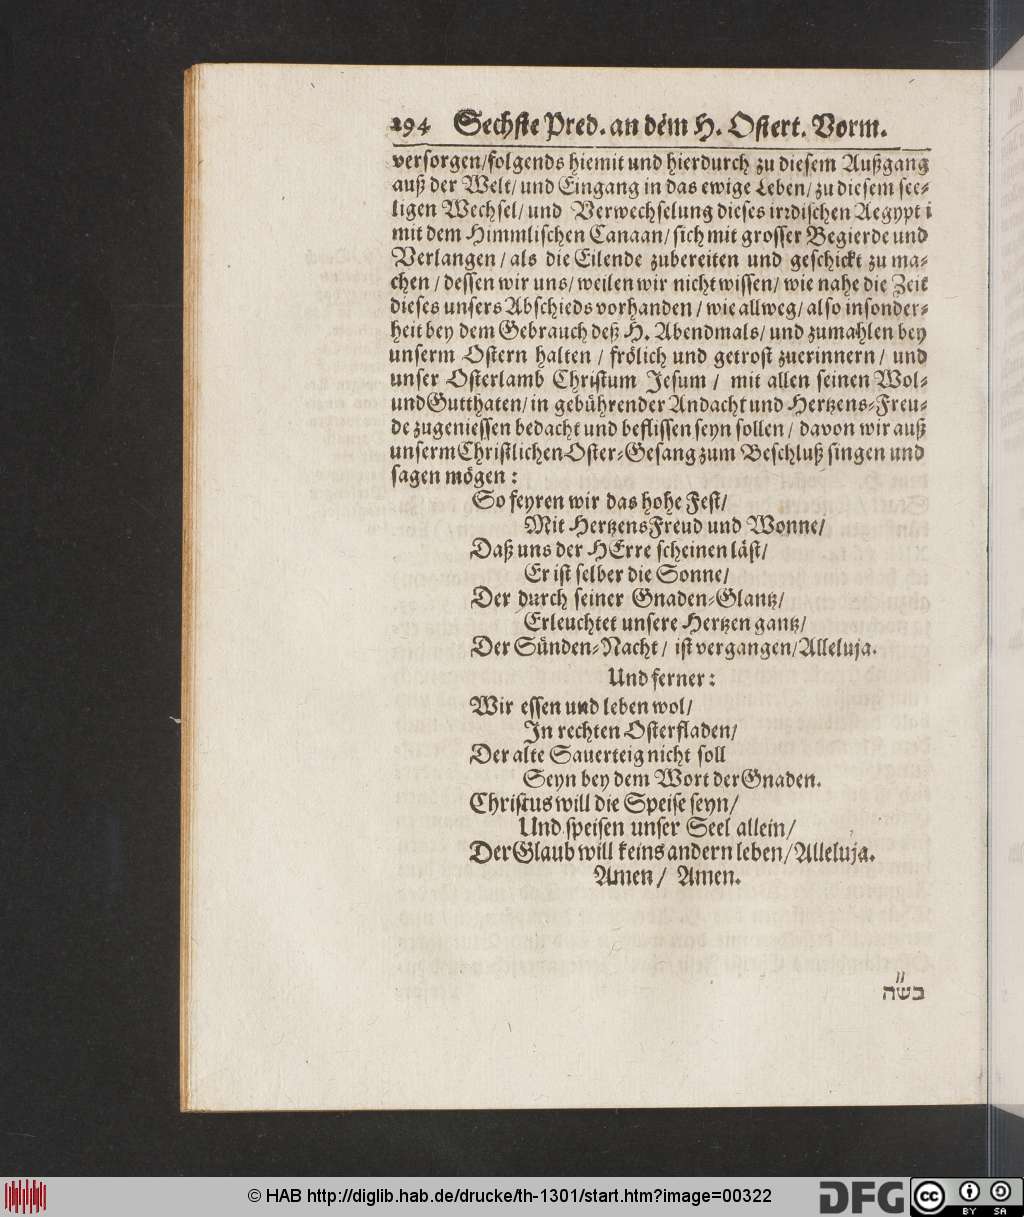 294 Sechste Pred. an dem H. Ostert. Vorm.
versorgen/folgends hiemit und hierdurch zu diesem Außgang
auß der Welt/ und Eingang in das ewige Leben/ zu diesem see-
ligen Wechsel/ und Verwechselung dieses irrdischen Aegypti
mit dem Himmlischen Canaan/ sich mit grosser Begierde und
Verlangen/ als die Eilende zubereiten und geschickt zu ma-
chen/ dessen wir uns/ weilen wir nicht wissen/ wie nahe die Zeit
dieses unsers Abschieds vorhanden/ wie allweg/ also insonder-
heit bey dem Gebrauch deß H. Abendmals/ und zumahlen bey
unserm Ostern halten/ frölich und getrost zuerinnern/ und
unser Osterlamb Christum Jesum/ mit allen seinen Wol-
und Gutthaten/ in gebührender Andacht und Hertzens-Freu-
de zugeniessen bedacht und beflissen seyn sollen/ davon wir auß
unserm Christlichen Oster-Gesang zum Beschluß singen und
sagen mögen:
So feyren wir das hohe Fest/
Mit Hertzens Freud und Wonne/
Daß uns der HErre scheinen läst/
Er ist selber die Sonne/
Der durch seiner Gnaden-Glantz/
Erleuchtet unsere Hertzen gantz/
Der Sünden-Nacht/ ist vergangen/ Alleluja.
Und ferner:
Wir essen und leben wol/
In rechten Osterfladen/
Der alte Sauerteig nicht soll
Seyn bey dem Wort der Gnaden.
Christus will die Speise seyn/
Und speisen unser Seel allein/
Der Glaub will keins andern leben/ Alleluja.
Amen/ Amen.
בש״ה
© HAB http://diglib.hab.de/drucke/th-1301/start.htm?image=00322
DFG
cc BY SA